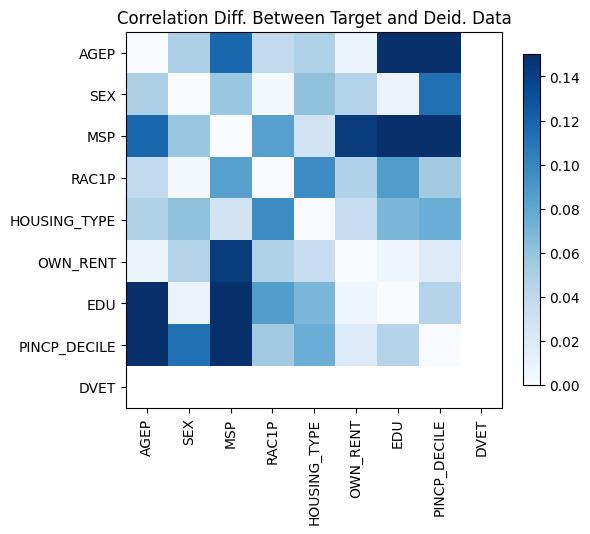 Correlation Diff. Between Target and Deid. Data
AGEP
SEX
MSP
RAC1P
HOUSING_TYPE
OWN_RENT
EDU
PINCP_DECILE
DVET
AGEP
SEX
MSP
RAC1P
HOUSING_TYPE
OWN_RENT
EDU
PINCP_DECILE
DVET
0.14
0.12
0.10
0.08
0.06
0.04
0.02
0.00